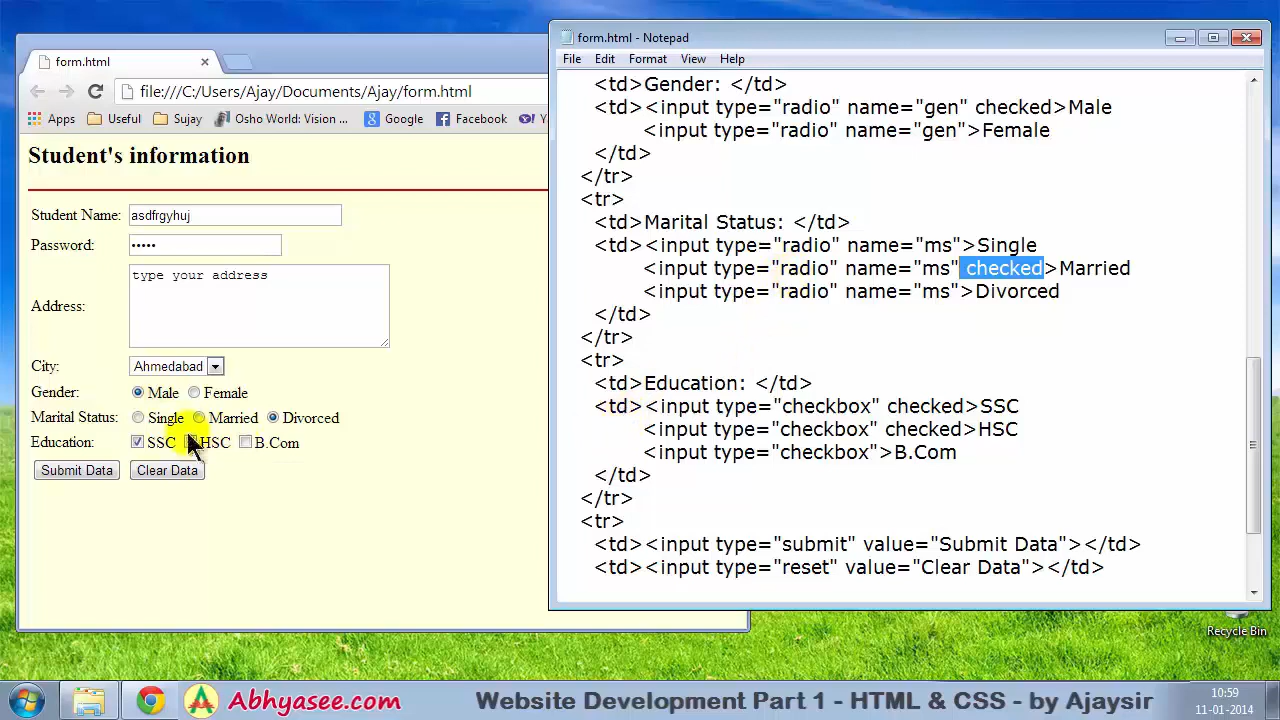 form.html
file:///C:/Users/Ajay/Documents/Ajay/form.html
Apps Useful Sujay Osho World::Vision ... Google Facebook Y
Student's information
Student Name: asdfrgyhuj
Password: •••••
Address: type your address
City: Ahmedabad
Gender: Male Female
Marital Status: Single Married Divorced
Education: SSC HSC B.Com
Submit Data Clear Data
form.html - Notepad
File Edit Format View Help
<td>Gender: </td>
<td><input type="radio" name="gen" checked>Male
<input type="radio" name="gen">Female
</td>
</tr>
<tr>
<td>Marital Status: </td>
<td><input type="radio" name="ms">Single
<input type="radio" name="ms" checked>Married
<input type="radio" name="ms">Divorced
</td>
</tr>
<tr>
<td>Education: </td>
<td><input type="checkbox" checked>SSC
<input type="checkbox" checked>HSC
<input type="checkbox">B.Com
</td>
</tr>
<tr>
<td><input type="submit" value="Submit Data"></td>
<td><input type="reset" value="Clear Data"></td>
Recycle Bin
Abhyasee.com
Website Development Part 1 - HTML & CSS - by Ajaysir
10:59
11-01-2014